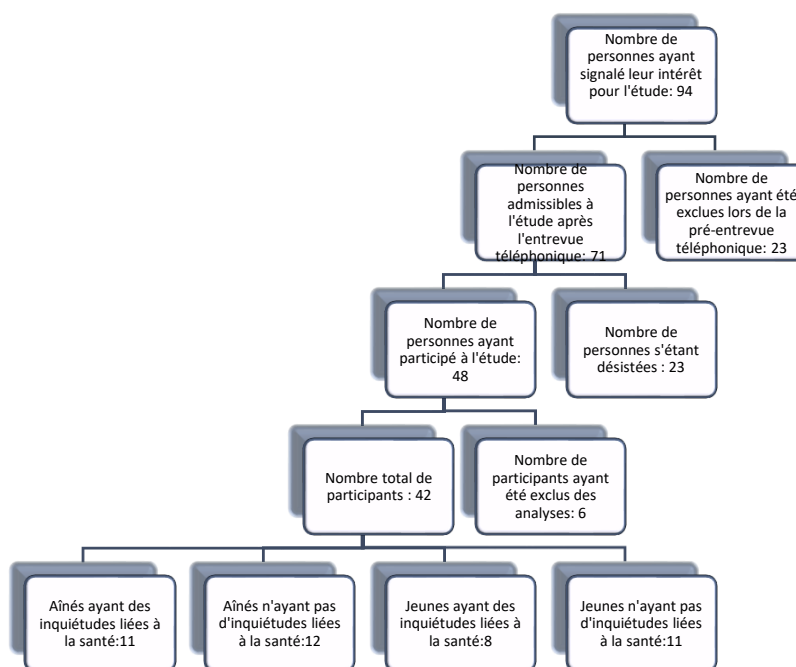 Nombre de
personnes ayant
signalé leur intérêt
pour l'étude: 94
Nombre de
personnes
admissibles à
l'étude après
l'entrevue
téléphonique: 71
Nombre de
personnes ayant été
exclues lors de la
pré-entrevue
téléphonique: 23
Nombre de
personnes ayant
participé à l'étude:
48
Nombre de
personnes s'étant
désistées : 23
Nombre total de
participants : 42
Nombre de
participants ayant
été exclus des
analyses: 6
Aînés ayant des
inquiétudes liées à
la santé:11
Aînés n'ayant pas
d'inquiétudes liées
à la santé:12
Jeunes ayant des
inquiétudes liées à
la santé:8
Jeunes n'ayant pas
d'inquiétudes liées
à la santé:11